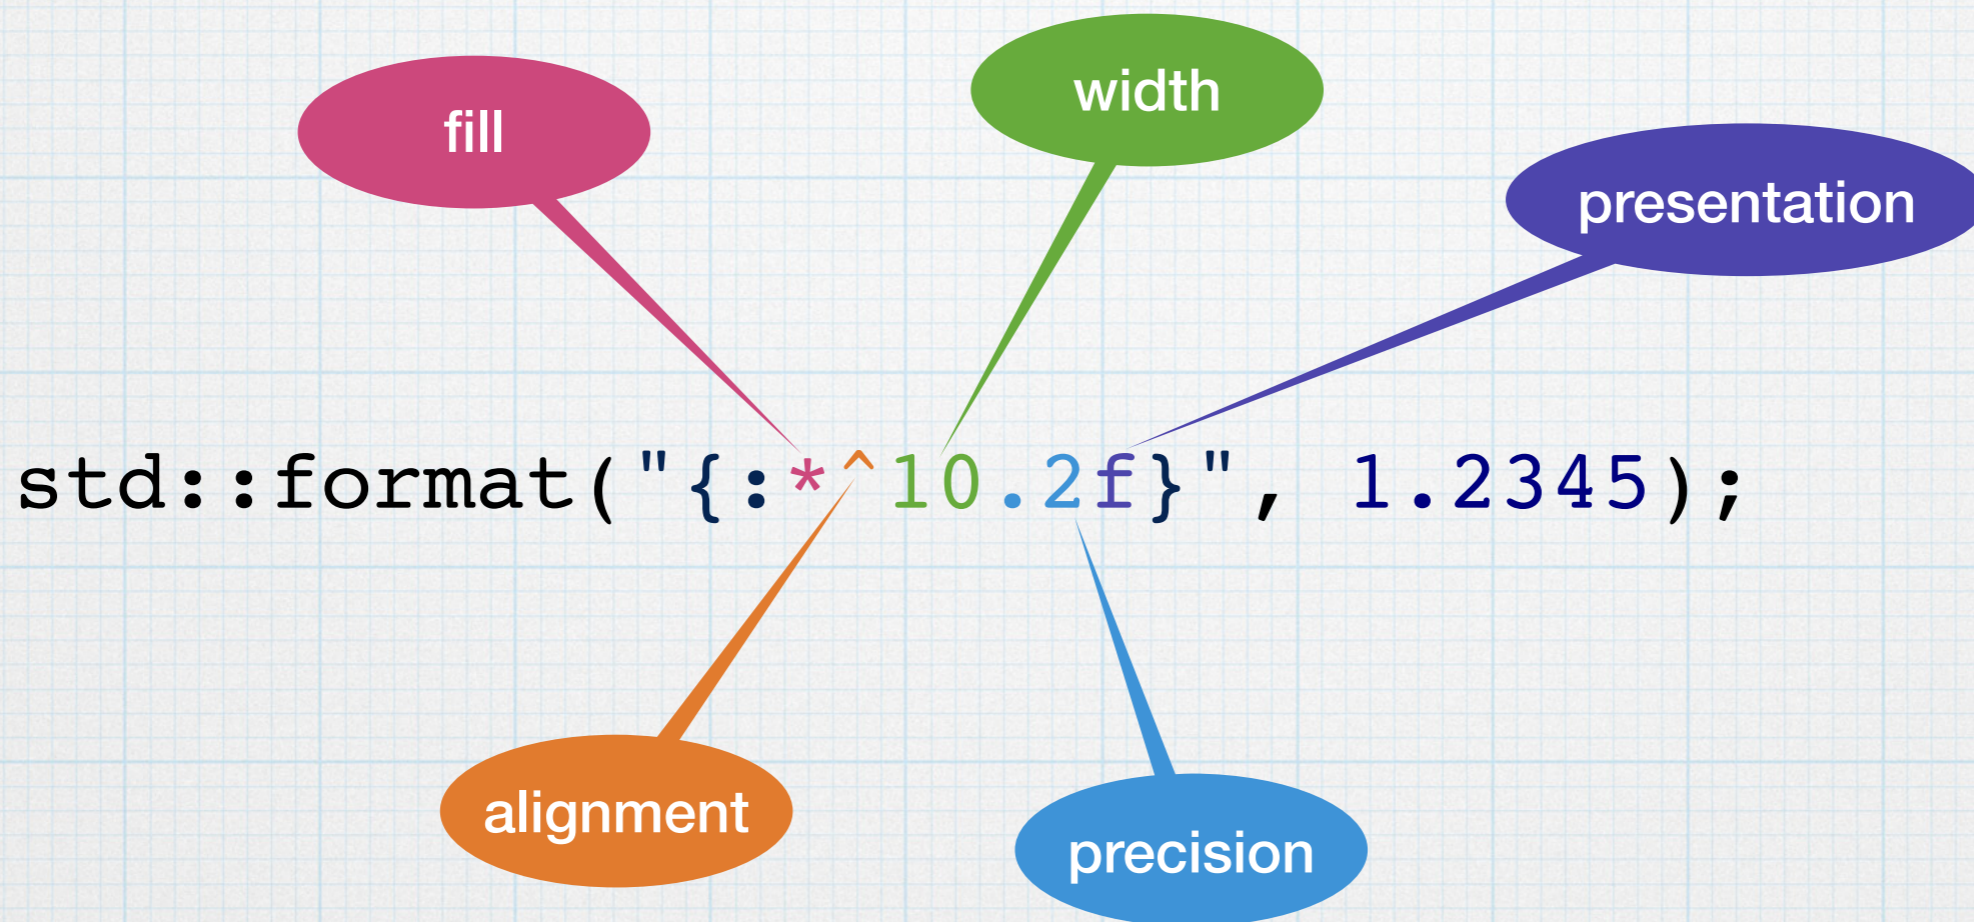 width
fill
presentation
std::format("{:*^10.2f}", 1.2345);
alignment
precision